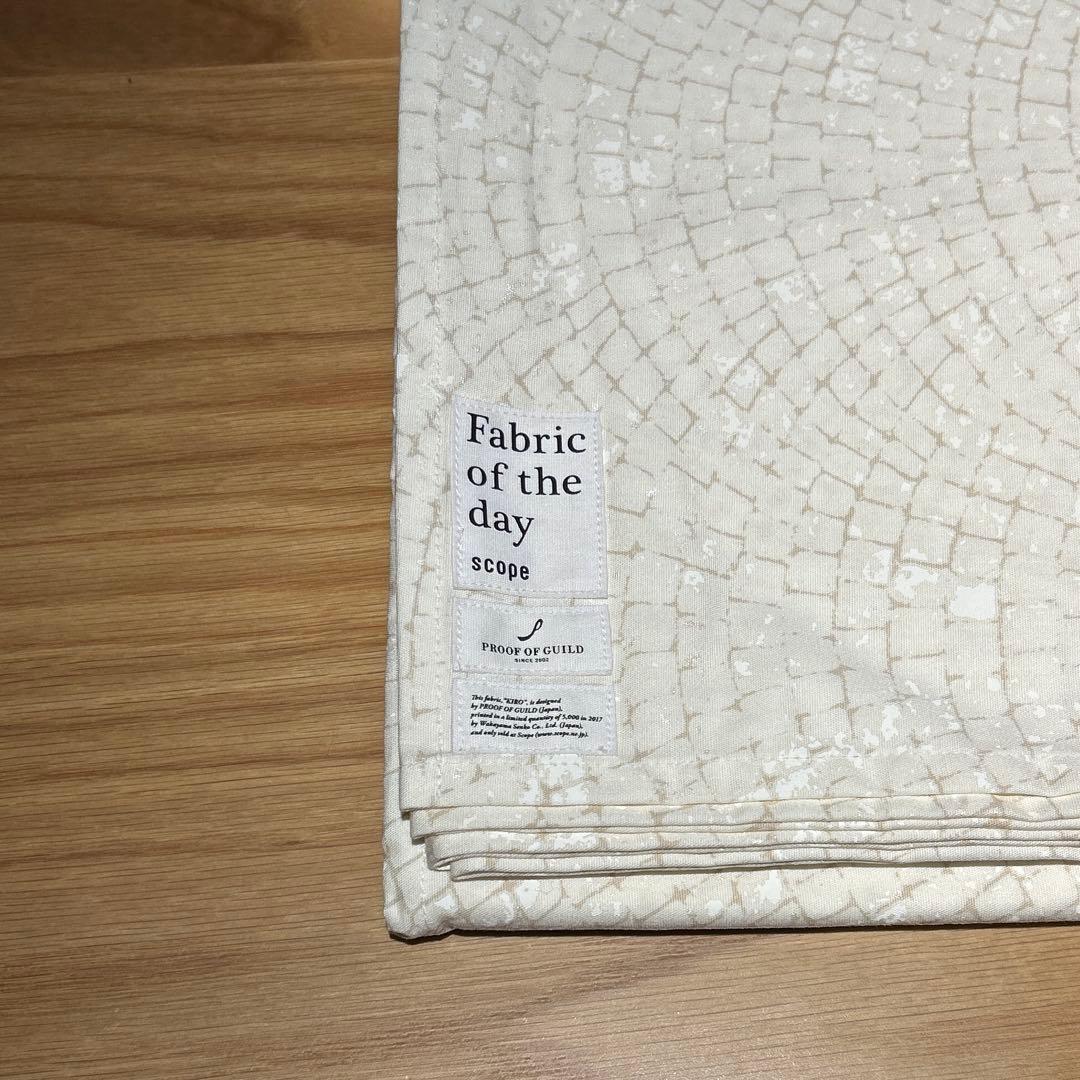 Fabric
of the
day
scope
PROOF OF GUILD
SINCE 2002
This fabric, "KIRO", is designed
by PROOF OF GUILD (Japan),
printed in a limited quantity of 5,000 in 2017
by Wakayama Senko Co., Ltd. (Japan),
and only sold at Scope (www.scope.ne.jp).